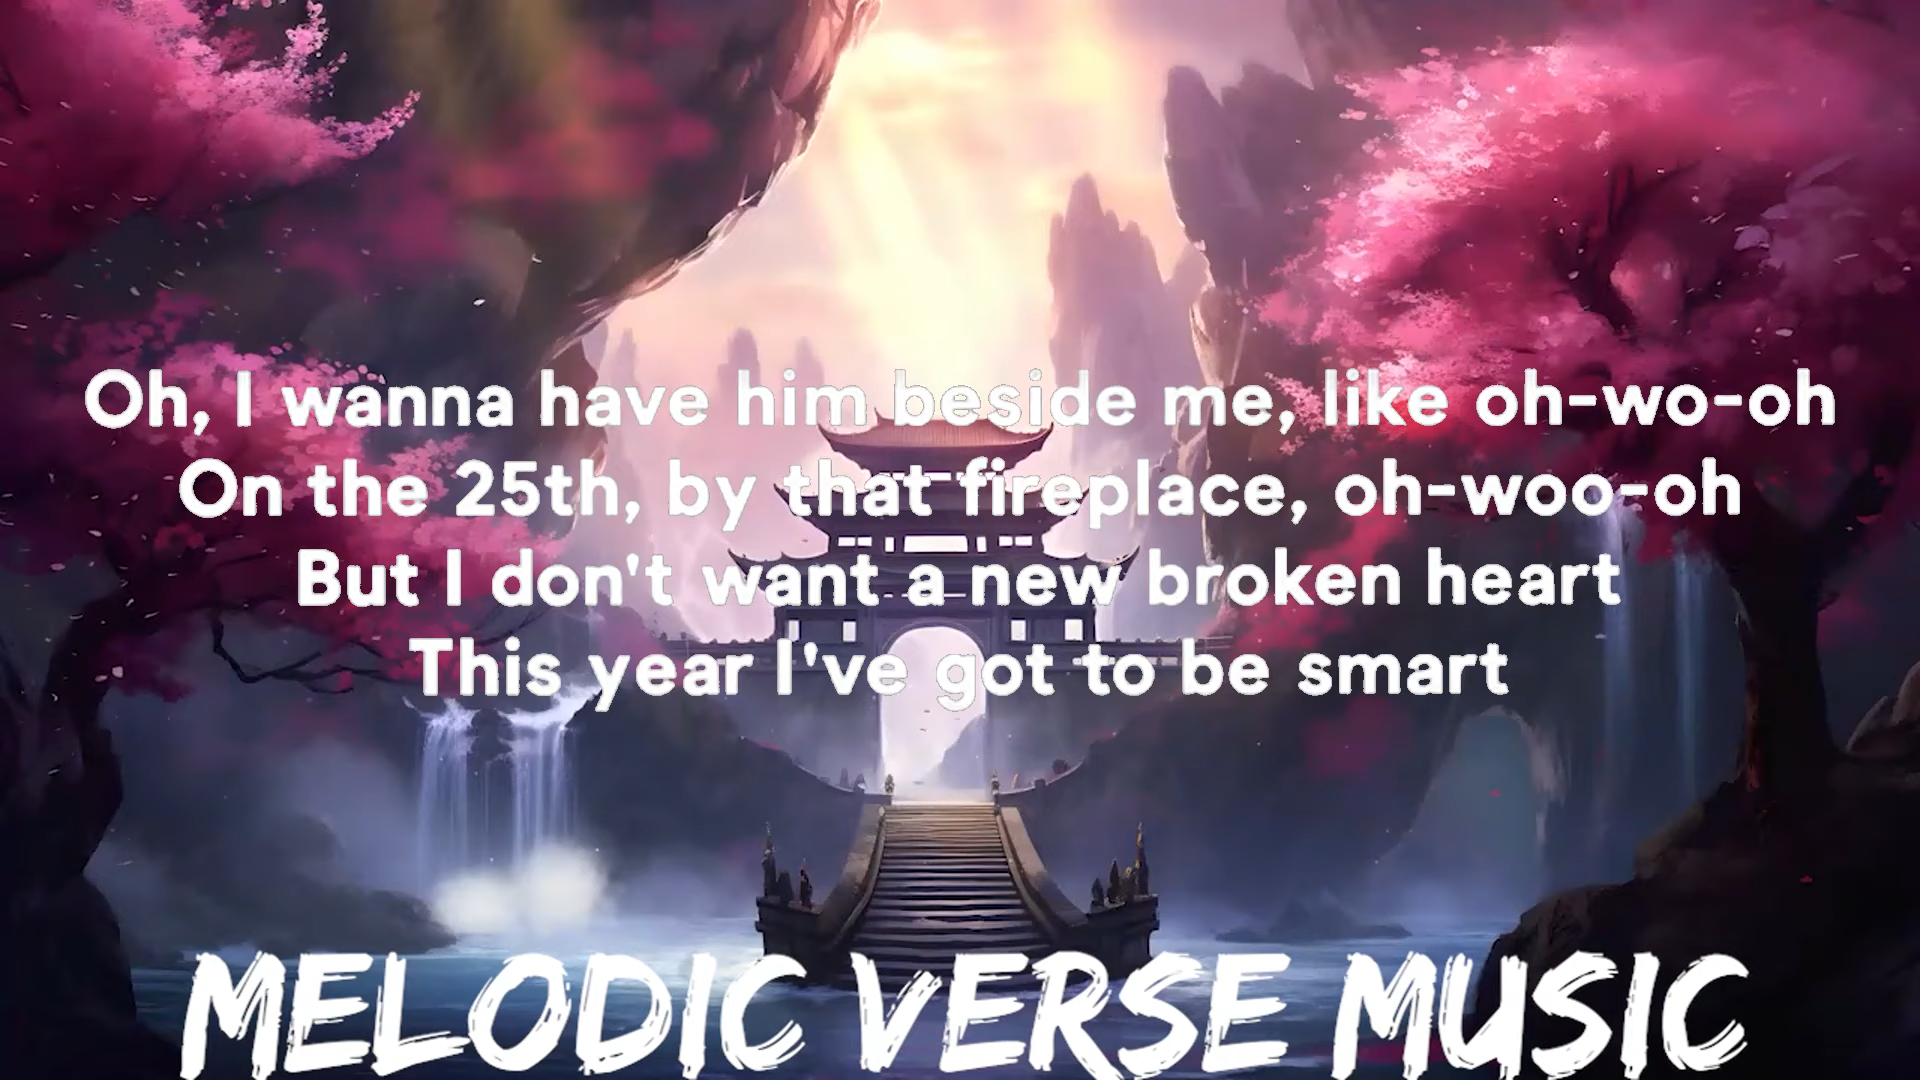 Oh, I wanna have him beside me, like oh-wo-oh
On the 25th, by that fireplace, oh-woo-oh
But I don't want a new broken heart
This year I've got to be smart
MELODIC VERSE MUSIC